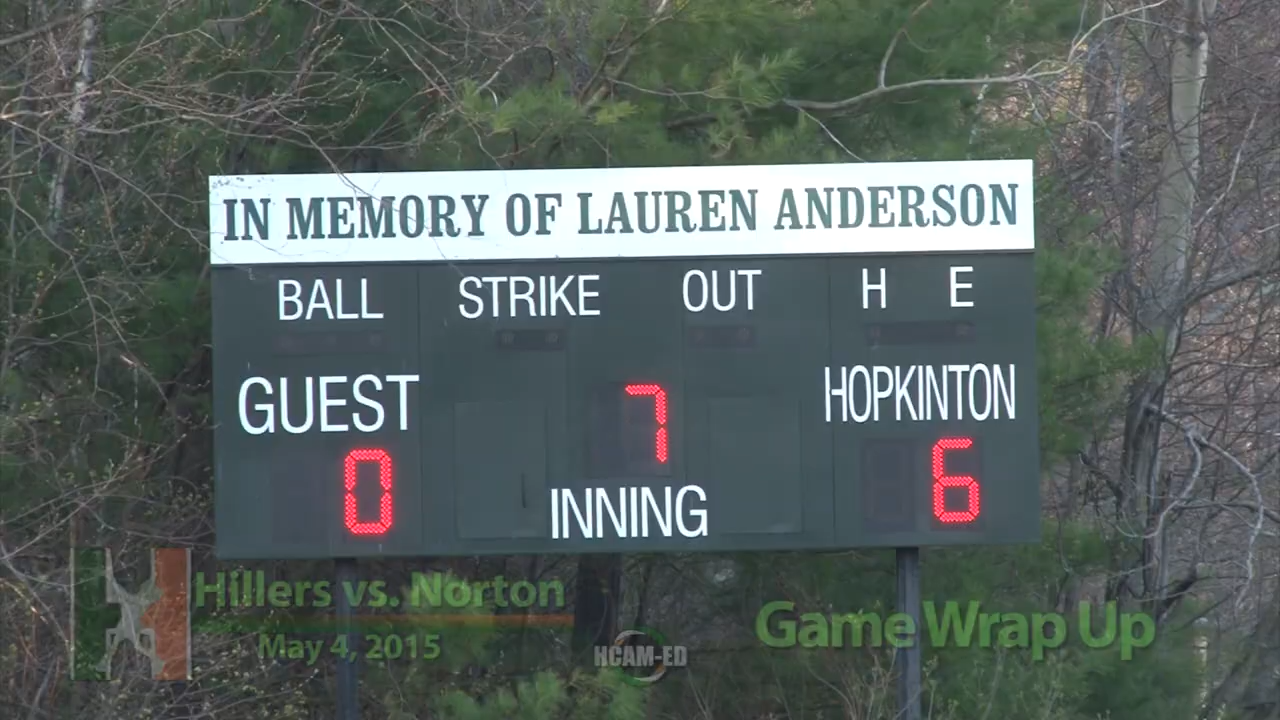 IN MEMORY OF LAUREN ANDERSON
BALL STRIKE OUT H E
GUEST HOPKINTON
7
0 6
INNING
Hillers vs. Norton
May 4, 2015
Game Wrap Up
HCAM-ED